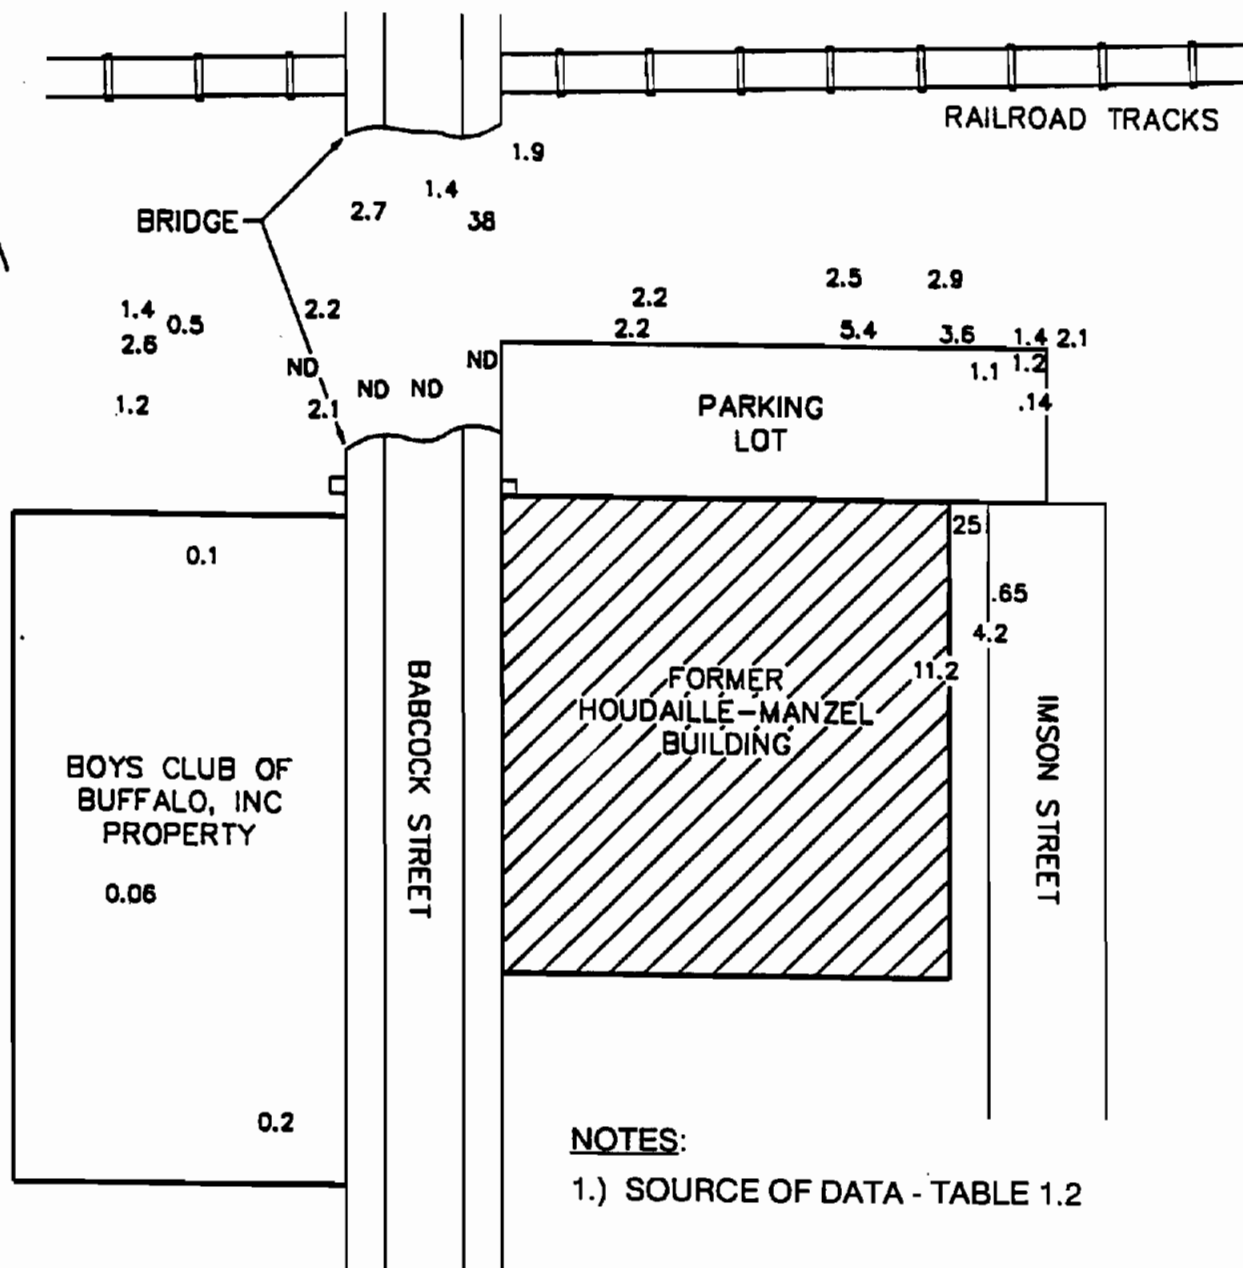 RAILROAD TRACKS
1.9
1.4
2.7
38
BRIDGE
2.5
2.9
2.2
1.4
2.2
0.5
2.2
5.4
3.6
1.4
2.1
2.6
ND
ND
1.2
1.1
ND
ND
.14
1.2
2.1
PARKING
LOT
25
0.1
.65
4.2
11.2
FORMER
HOUDAILLE-MANZEL
BUILDING
BABCOCK STREET
IMSON STREET
BOYS CLUB OF
BUFFALO, INC
PROPERTY
0.06
0.2
NOTES:
1.) SOURCE OF DATA - TABLE 1.2